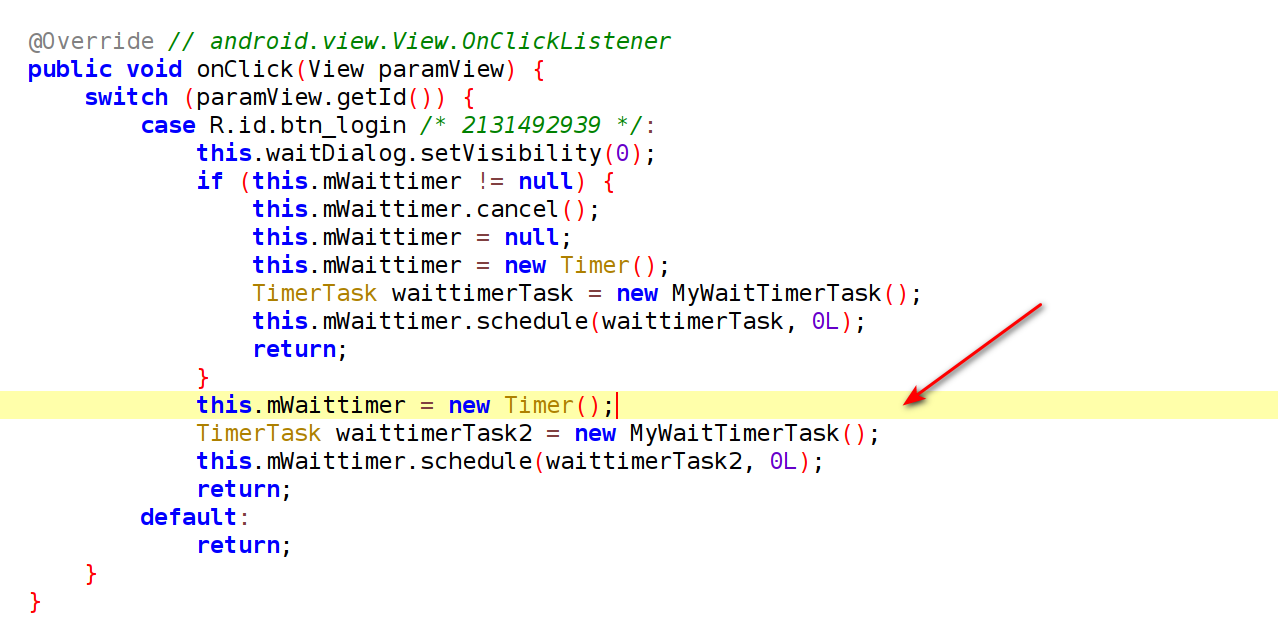 @Override // android.view.View.OnClickListener
public void onClick(View paramView) {
    switch (paramView.getId()) {
        case R.id.btn_login /* 2131492939 */:
            this.waitDialog.setVisibility(0);
            if (this.mWaittimer != null) {
                this.mWaittimer.cancel();
                this.mWaittimer = null;
                this.mWaittimer = new Timer();
                TimerTask waittimerTask = new MyWaitTimerTask();
                this.mWaittimer.schedule(waittimerTask, 0L);
                return;
            }
            this.mWaittimer = new Timer();
            TimerTask waittimerTask2 = new MyWaitTimerTask();
            this.mWaittimer.schedule(waittimerTask2, 0L);
            return;
        default:
            return;
    }
}